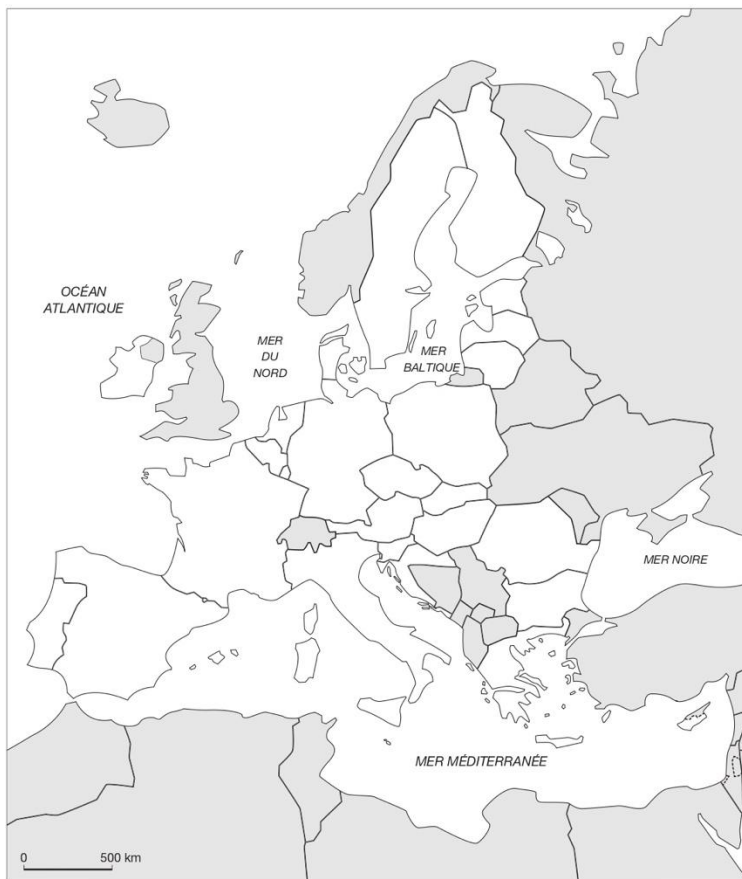 OCÉAN
ATLANTIQUE
MER
DU
NORD
MER
BALTIQUE
MER NOIRE
MER MÉDITERRANÉE
0
500 km